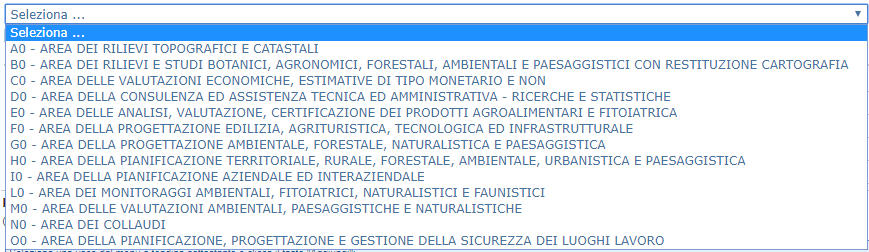 Seleziona ...
Seleziona ...
A0 - AREA DEI RILIEVI TOPOGRAFICI E CATASTALI
B0 - AREA DEI RILIEVI E STUDI BOTANICI, AGRONOMICI, FORESTALI, AMBIENTALI E PAESAGGISTICI CON RESTITUZIONE CARTOGRAFIA
C0 - AREA DELLE VALUTAZIONI ECONOMICHE, ESTIMATIVE DI TIPO MONETARIO E NON
D0 - AREA DELLA CONSULENZA ED ASSISTENZA TECNICA ED AMMINISTRATIVA - RICERCHE E STATISTICHE
E0 - AREA DELLE ANALISI, VALUTAZIONE, CERTIFICAZIONE DEI PRODOTTI AGROALIMENTARI E FITOIATRICA
F0 - AREA DELLA PROGETTAZIONE EDILIZIA, AGRITURISTICA, TECNOLOGICA ED INFRASTRUTTURALE
G0 - AREA DELLA PROGETTAZIONE AMBIENTALE, FORESTALE, NATURALISTICA E PAESAGGISTICA
H0 - AREA DELLA PIANIFICAZIONE TERRITORIALE, RURALE, FORESTALE, AMBIENTALE, URBANISTICA E PAESAGGISTICA
I0 - AREA DELLA PIANIFICAZIONE AZIENDALE ED INTERAZIENDALE
L0 - AREA DEI MONITORAGGI AMBIENTALI, FITOIATRICI, NATURALISTICI E FAUNISTICI
M0 - AREA DELLE VALUTAZIONI AMBIENTALI, PAESAGGISTICHE E NATURALISTICHE
N0 - AREA DEI COLLAUDI
O0 - AREA DELLA PIANIFICAZIONE, PROGETTAZIONE E GESTIONE DELLA SICUREZZA DEI LUOGHI LAVORO